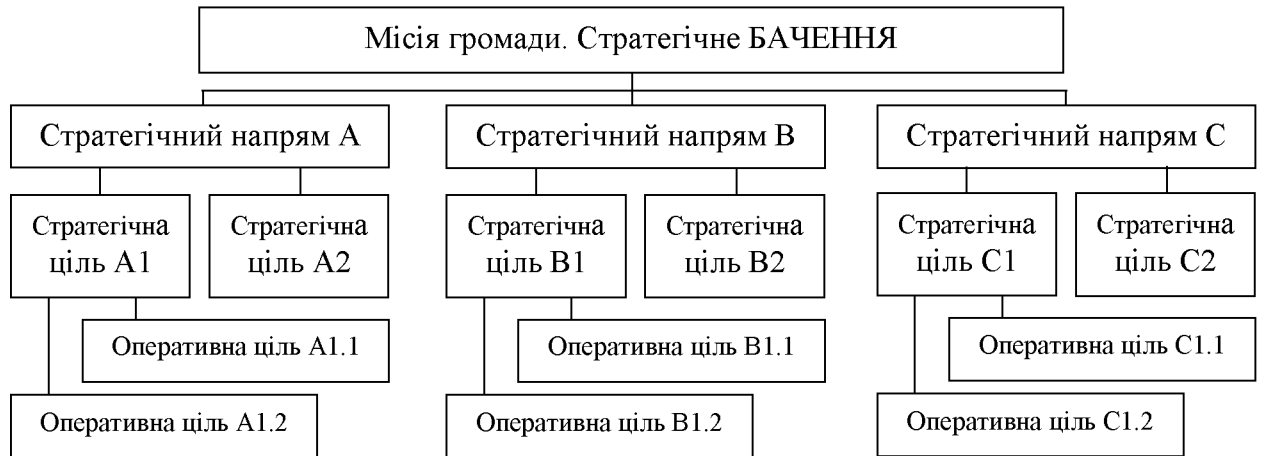 Місія громади. Стратегічне БАЧЕННЯ
Стратегічний напрям А
Стратегічний напрям В
Стратегічний напрям С
Стратегічна
ціль А1
Стратегічна
ціль А2
Стратегічна
ціль В1
Стратегічна
ціль В2
Стратегічна
ціль С1
Стратегічна
ціль С2
Оперативна ціль А1.1
Оперативна ціль В1.1
Оперативна ціль С1.1
Оперативна ціль А1.2
Оперативна ціль В1.2
Оперативна ціль С1.2